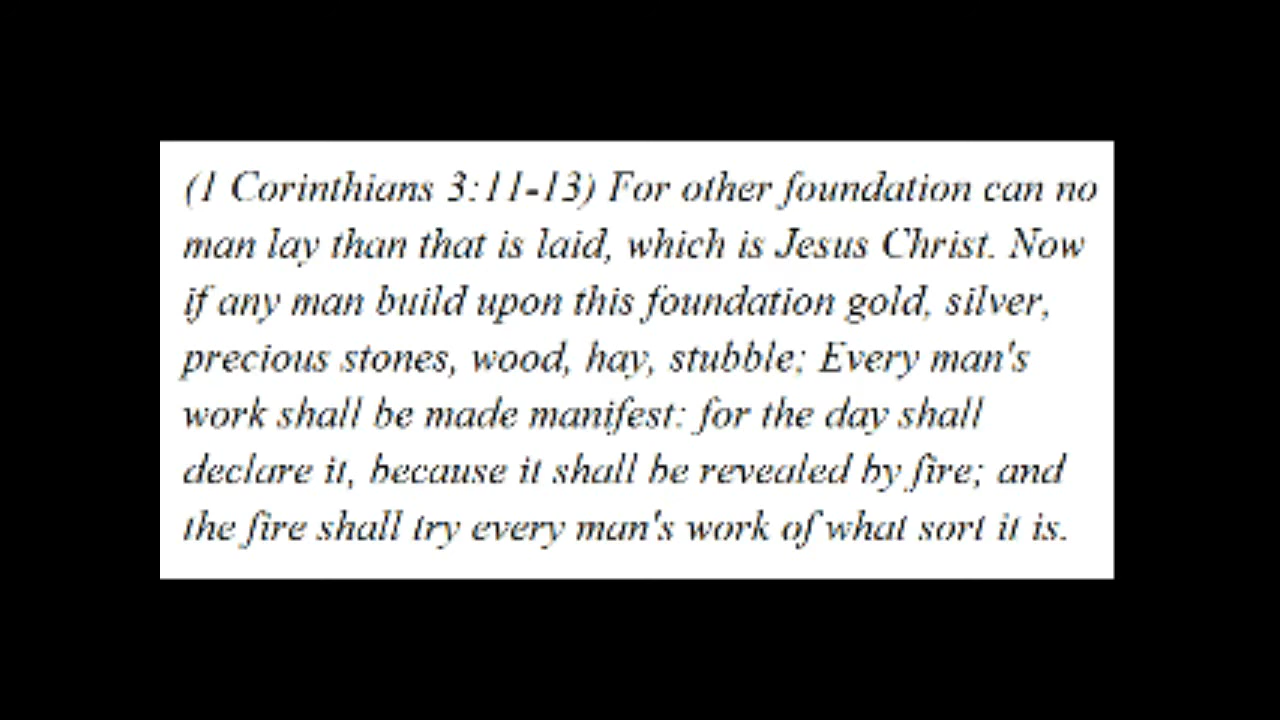 (1 Corinthians 3:11-13) For other foundation can no
man lay than that is laid, which is Jesus Christ. Now
if any man build upon this foundation gold, silver,
precious stones, wood, hay, stubble; Every man's
work shall be made manifest: for the day shall
declare it, because it shall be revealed by fire; and
the fire shall try every man's work of what sort it is.